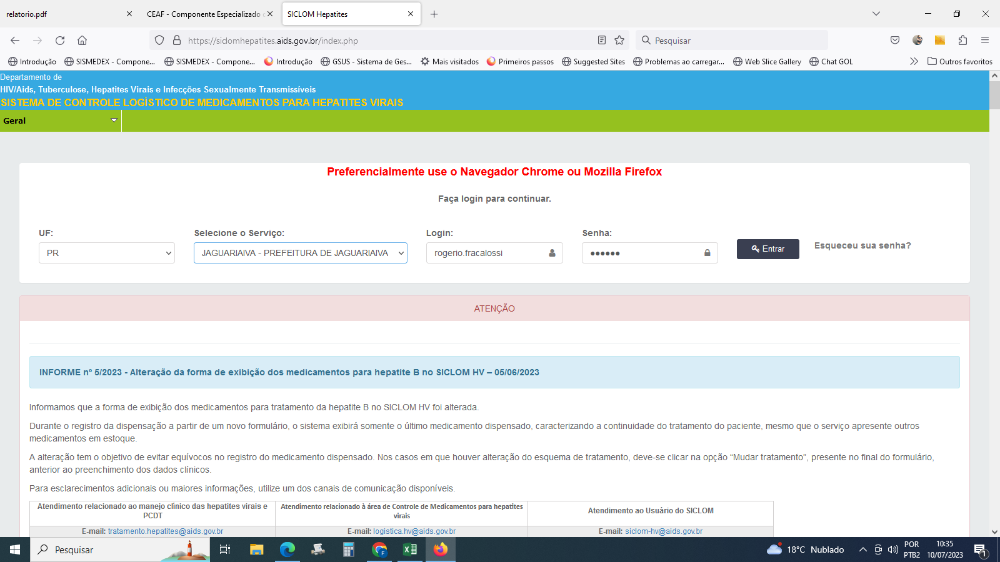 relatorio.pdf
CEAF - Componente Especializado
SICLOM Hepatites
https://siclomhepatites.aids.gov.br/index.php
Pesquisar
Introdução
SISMEDEX - Compone...
SISMEDEX - Compone...
Introdução
GSUS - Sistema de Ges...
Mais visitados
Primeiros passos
Suggested Sites
Problemas ao carregar...
Web Slice Gallery
Chat GOL
Outros favoritos
Departamento de
HIV/Aids, Tuberculose, Hepatites Virais e Infecções Sexualmente Transmissíveis
SISTEMA DE CONTROLE LOGÍSTICO DE MEDICAMENTOS PARA HEPATITES VIRAIS
Geral
Preferencialmente use o Navegador Chrome ou Mozilla Firefox
Faça login para continuar.
UF:
Selecione o Serviço:
Login:
Senha:
PR
JAGUARIAIVA - PREFEITURA DE JAGUARIAIVA
rogerio.fracalossi
••••••
Entrar
Esqueceu sua senha?
ATENÇÃO
INFORME nº 5/2023 - Alteração da forma de exibição dos medicamentos para hepatite B no SICLOM HV – 05/06/2023
Informamos que a forma de exibição dos medicamentos para tratamento da hepatite B no SICLOM HV foi alterada.
Durante o registro da dispensação a partir de um novo formulário, o sistema exibirá somente o último medicamento dispensado, caracterizando a continuidade do tratamento do paciente, mesmo que o serviço apresente outros
medicamentos em estoque.
A alteração tem o objetivo de evitar equívocos no registro do medicamento dispensado. Nos casos em que houver alteração do esquema de tratamento, deve-se clicar na opção “Mudar tratamento”, presente no final do formulário,
anterior ao preenchimento dos dados clínicos.
Para esclarecimentos adicionais ou maiores informações, utilize um dos canais de comunicação disponíveis.
Atendimento relacionado ao manejo clínico das hepatites virais e
PCDT
Atendimento relacionado à área de Controle de Medicamentos para hepatites
virais
Atendimento ao Usuário do SICLOM
E-mail: tratamento.hepatites@aids.gov.br
E-mail: logistica.hv@aids.gov.br
E-mail: siclom-hv@aids.gov.br
Pesquisar
F
18°C Nublado
POR
PTB2
10:35
10/07/2023
1